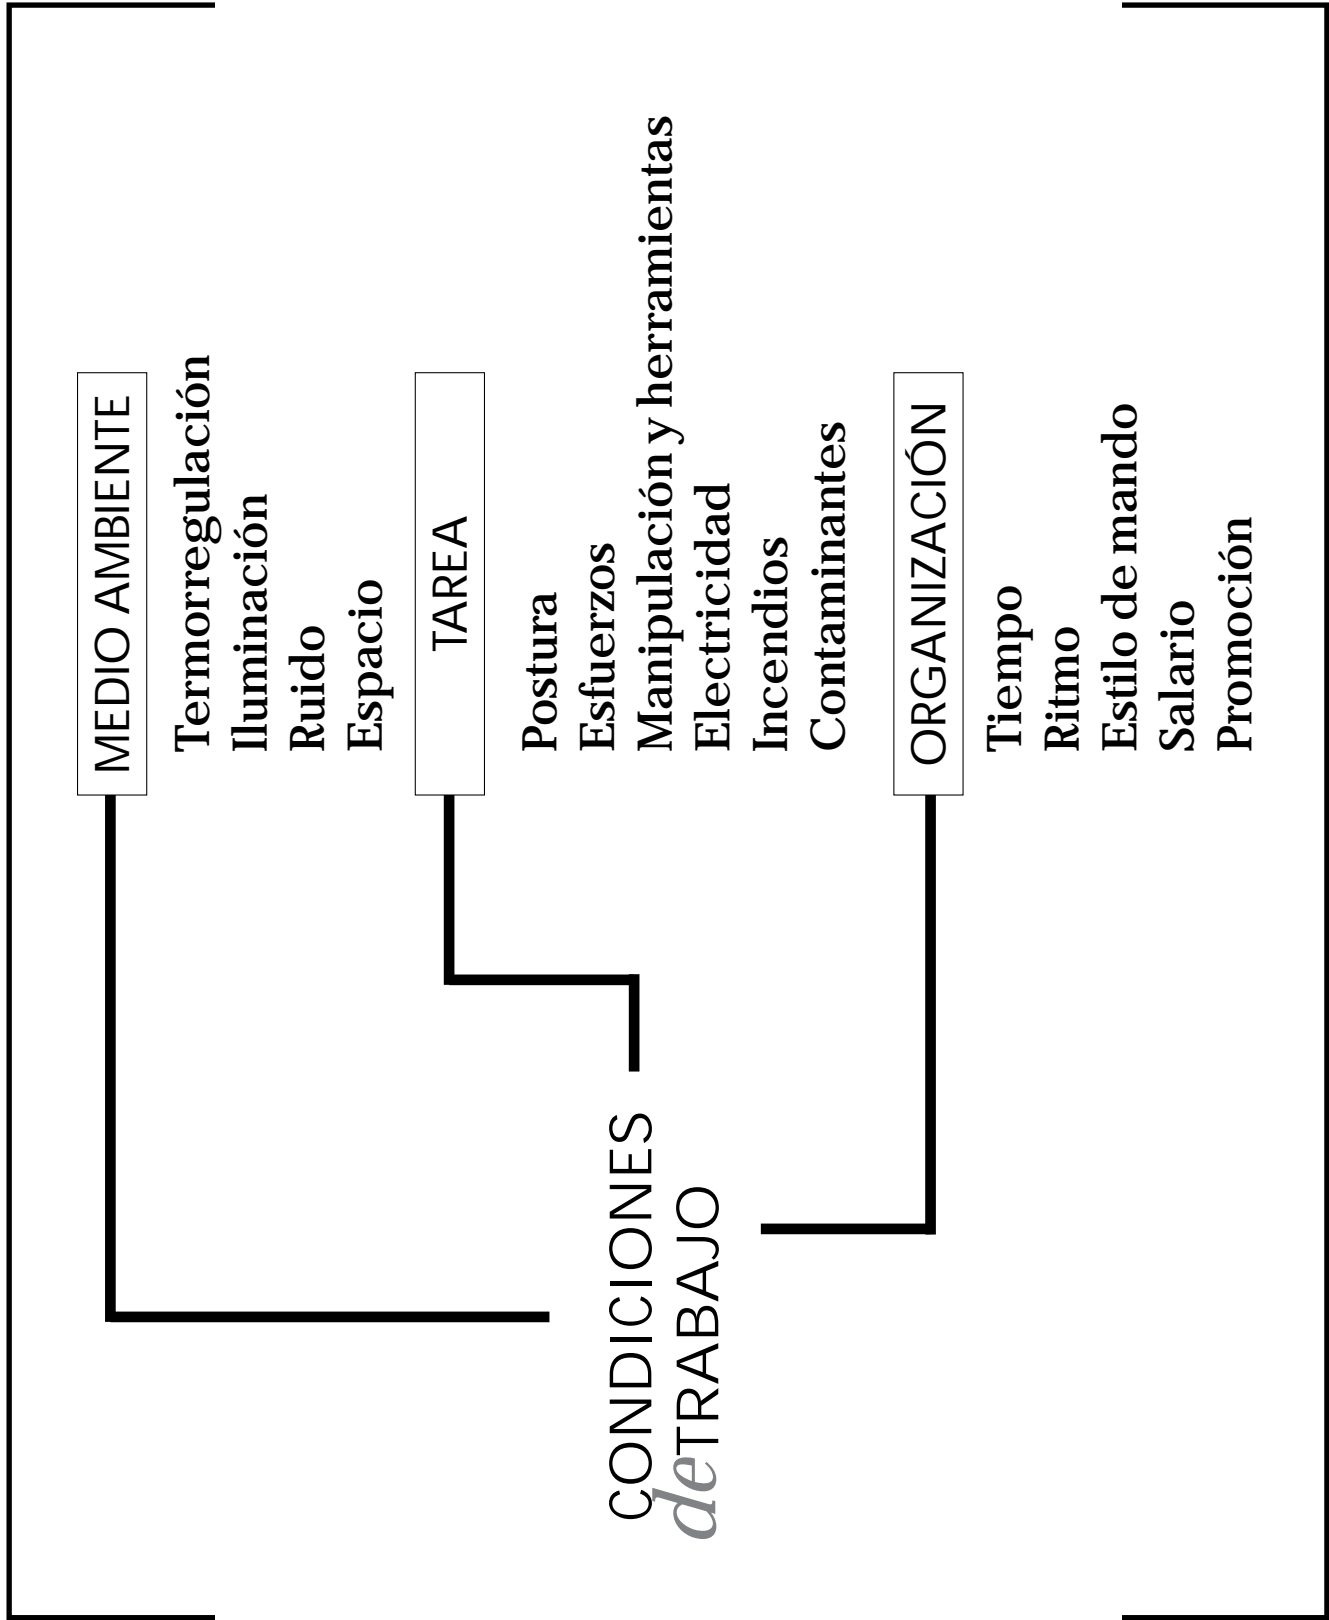 CONDICIONES
de TRABAJO
MEDIO AMBIENTE
Termorregulación
Iluminación
Ruido
Espacio
TAREA
Postura
Esfuerzos
Manipulación y herramientas
Electricidad
Incendios
Contaminantes
ORGANIZACIÓN
Tiempo
Ritmo
Estilo de mando
Salario
Promoción